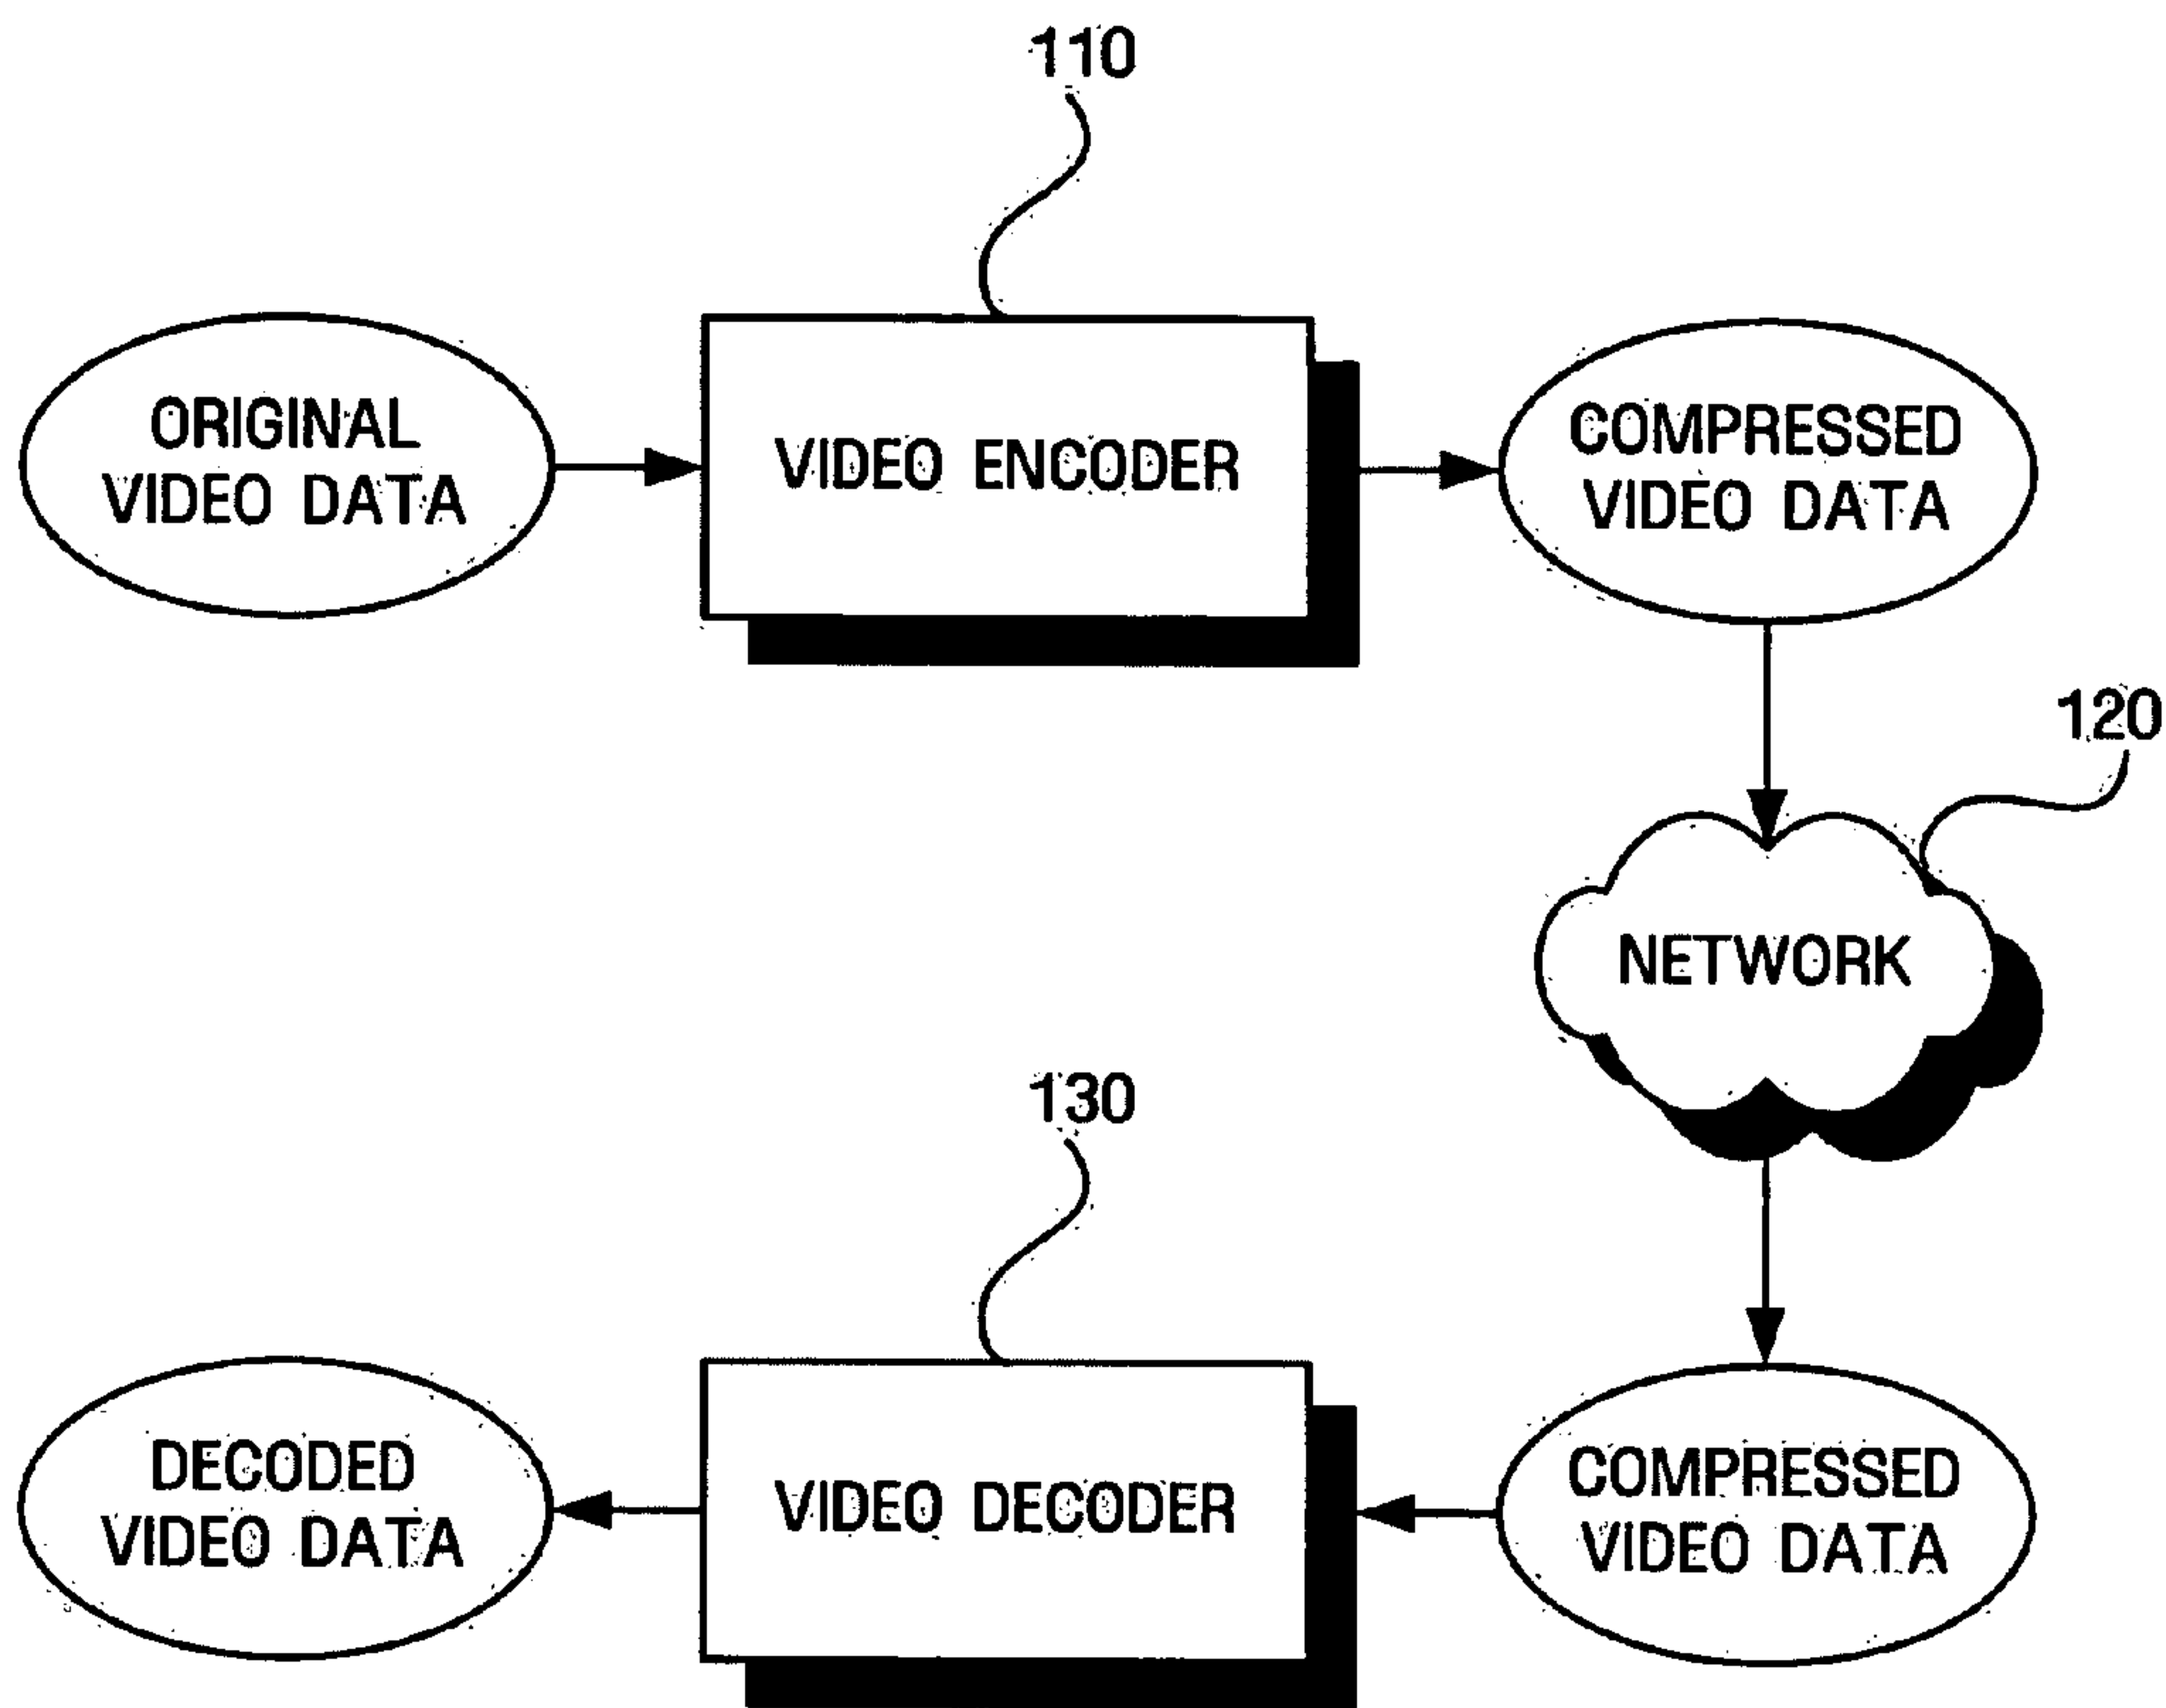 110
ORIGINAL
VIDEO DATA
VIDEO ENCODER
COMPRESSED
VIDEO DATA
120
NETWORK
130
DECODED
VIDEO DATA
VIDEO DECODER
COMPRESSED
VIDEO DATA